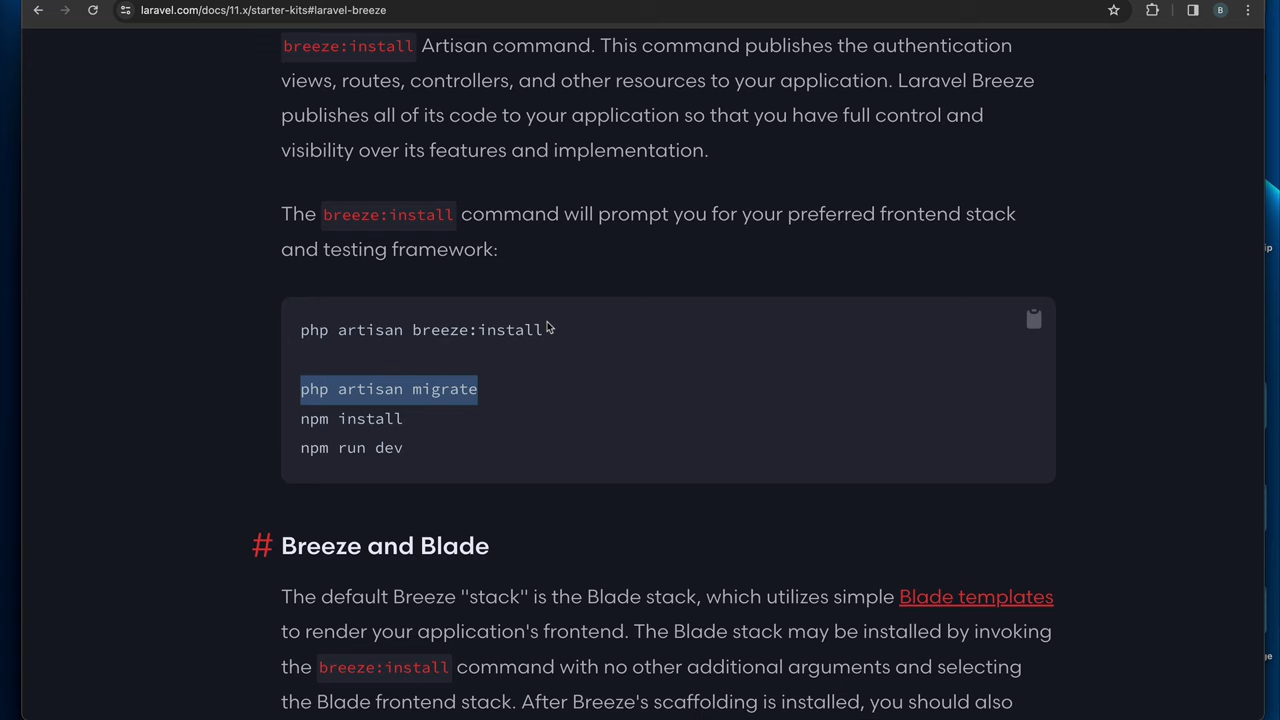 laravel.com/docs/11.x/starter-kits#laravel-breeze
B
breeze:install Artisan command. This command publishes the authentication
views, routes, controllers, and other resources to your application. Laravel Breeze
publishes all of its code to your application so that you have full control and
visibility over its features and implementation.
The breeze:install command will prompt you for your preferred frontend stack
and testing framework:
php artisan breeze:install
php artisan migrate
npm install
npm run dev
# Breeze and Blade
The default Breeze "stack" is the Blade stack, which utilizes simple Blade templates
to render your application's frontend. The Blade stack may be installed by invoking
the breeze:install command with no other additional arguments and selecting
the Blade frontend stack. After Breeze's scaffolding is installed, you should also